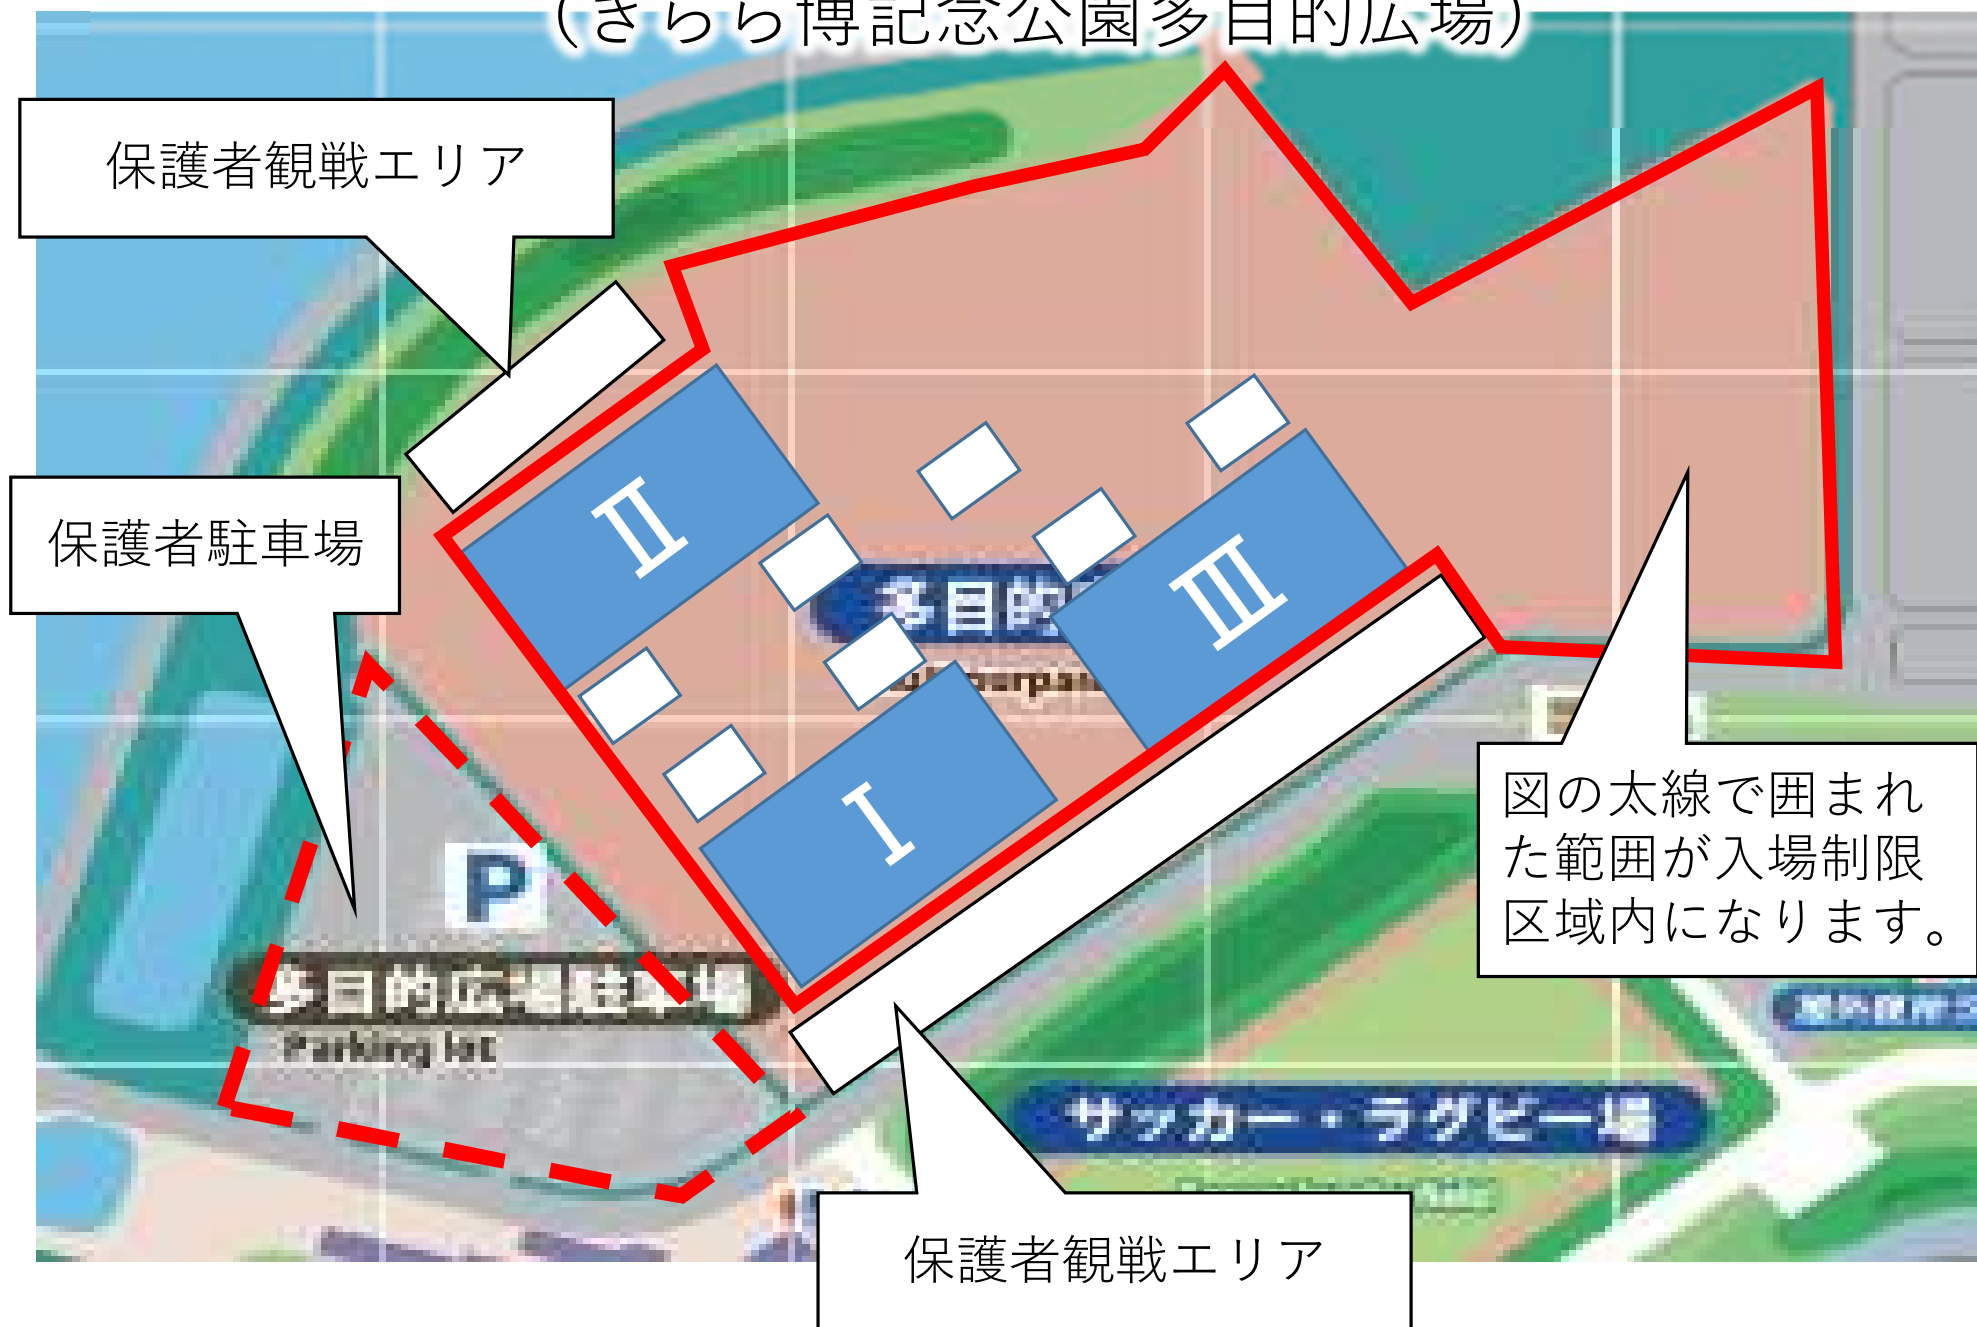 （きらら博記念公園多目的広場）
保護者観戦エリア
保護者駐車場
Ⅱ
多目的
Ⅲ
Ⅰ
P
多目的広場駐車場
Parking lot
図の太線で囲まれ
た範囲が入場制限
区域内になります。
サッカー・ラグビー場
保護者観戦エリア